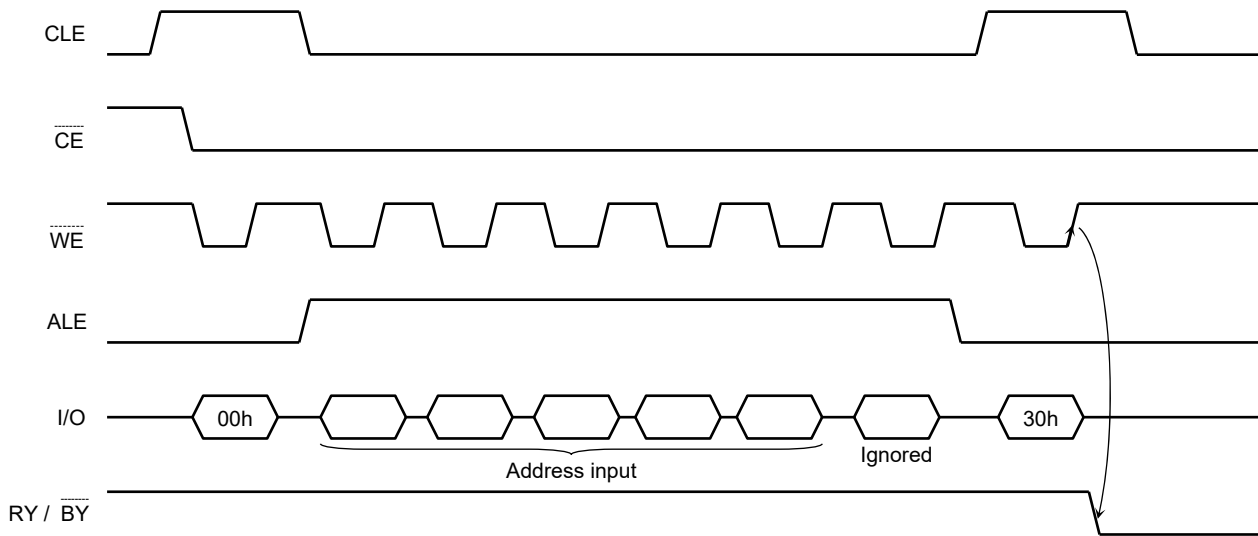 CLE
CE
WE
ALE
I/O 00h 30h
Address input Ignored
RY / BY